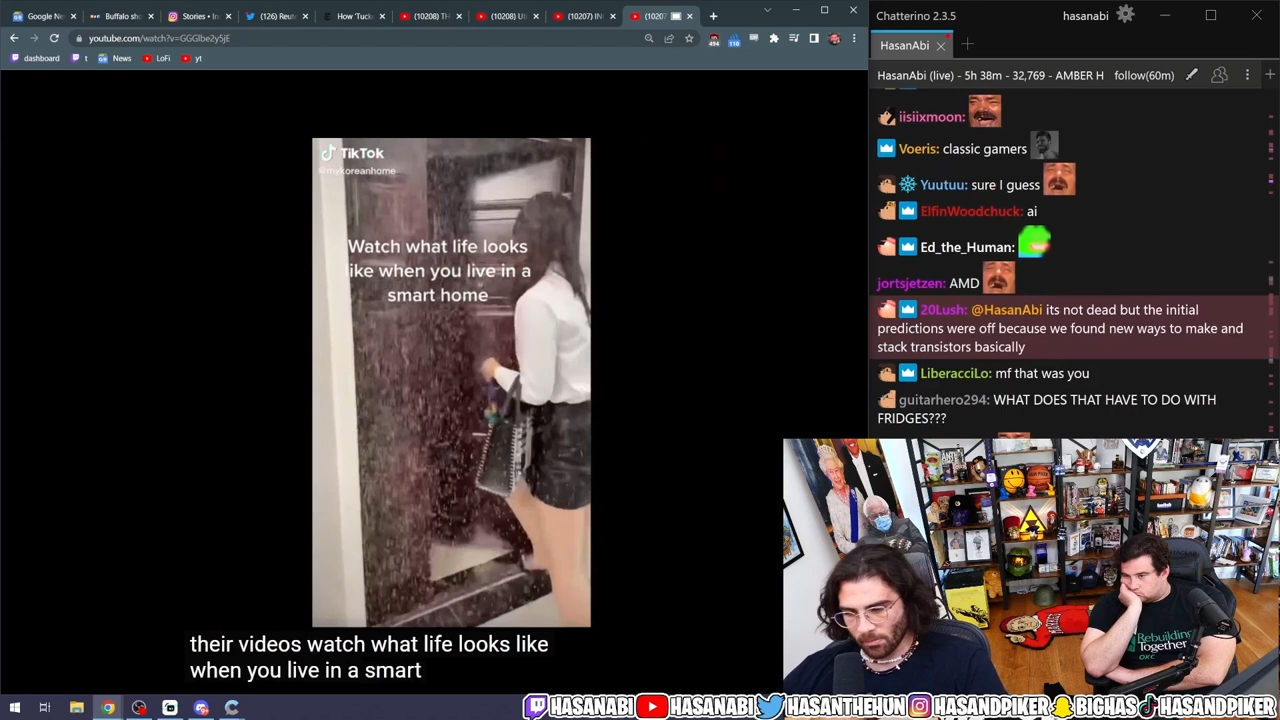 Google Ne
Buffalo sho
Stories • In
(126) Reute
How 'Tucke
(10208) TH
(10208) U
(10207) IN
(1020
youtube.com/watch?v=GGGlbe2y5jE
494
110
dashboard
t
News
LoFi
yt
TikTok
@mykoreanhome
Watch what life looks
like when you live in a
smart home
their videos watch what life looks like
when you live in a smart
Chatterino 2.3.5
hasanabi
HasanAbi
HasanAbi (live) - 5h 38m - 32,769 - AMBER H
follow(60m)
iisiixmoon:
Voeris: classic gamers
Yuutuu: sure I guess
ElfinWoodchuck: ai
Ed_the_Human:
jortsjetzen: AMD
20Lush: @HasanAbi its not dead but the initial
predictions were off because we found new ways to make and
stack transistors basically
LiberacciLo: mf that was you
guitarhero294: WHAT DOES THAT HAVE TO DO WITH
FRIDGES???
Rebuilding
Together
OKC
HASANABI
HASANABI
HASANTHEHUN
HASANDPIKER
BIGHAS
HASANDPIKER